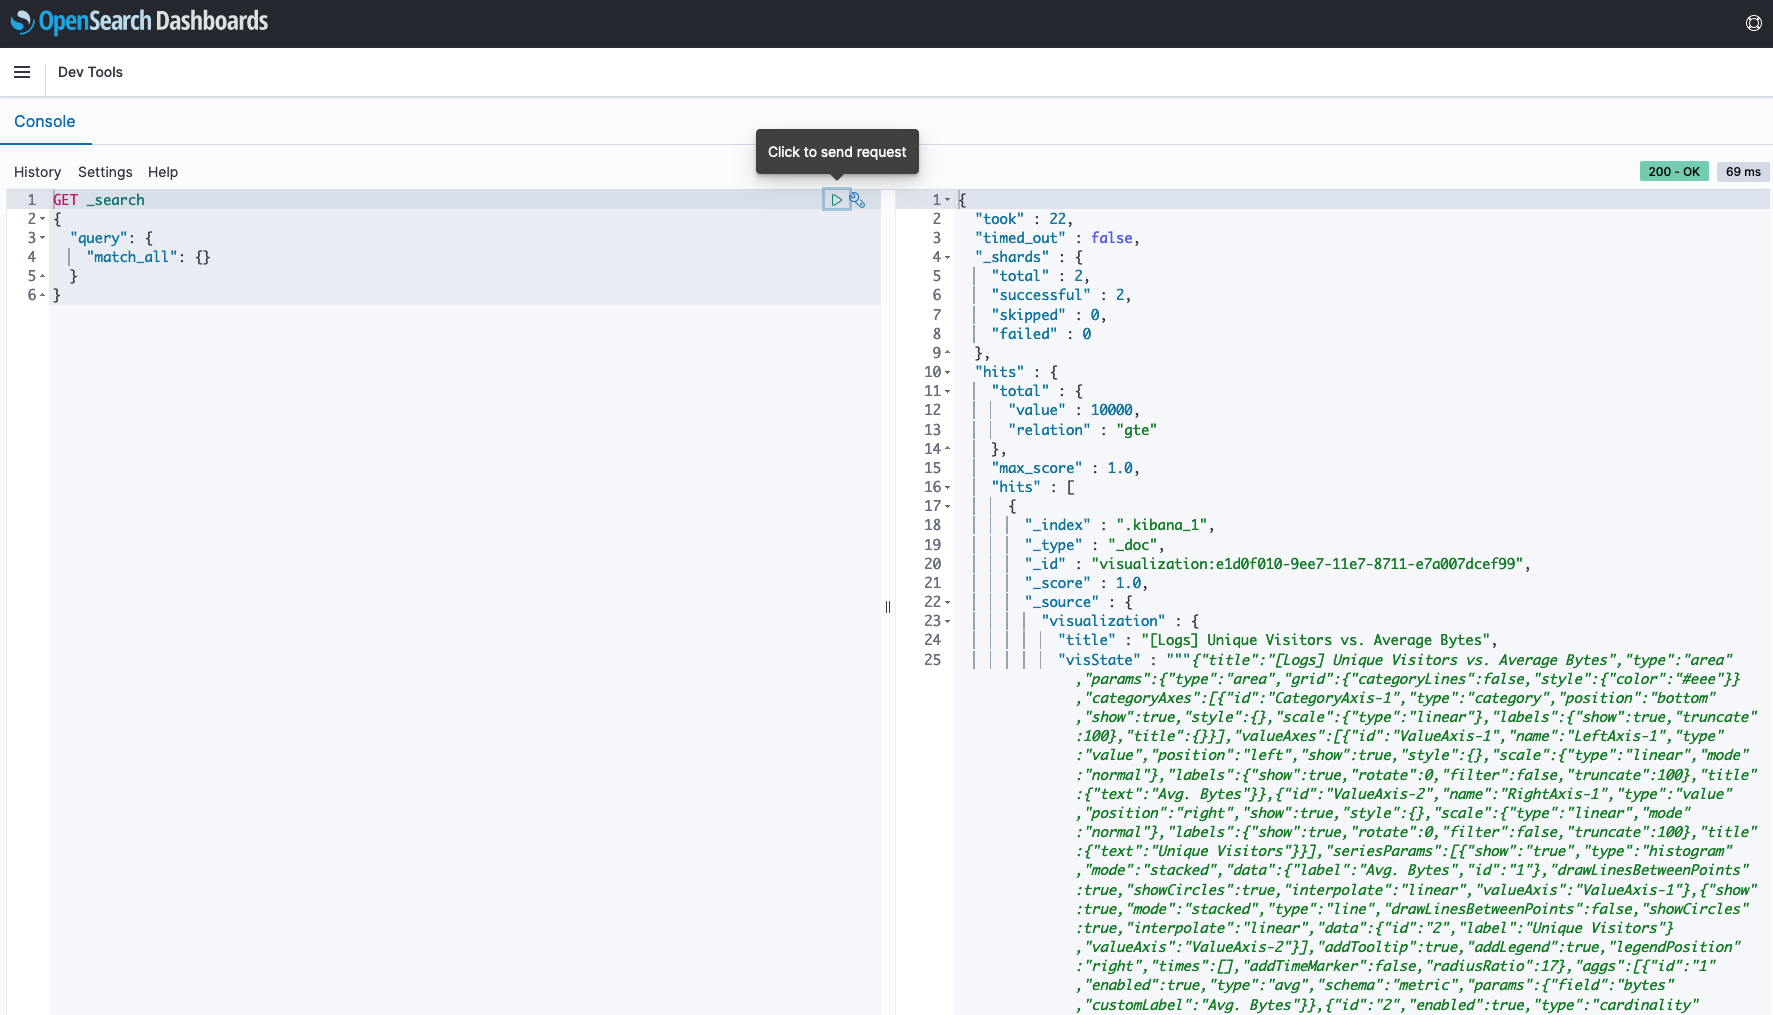 OpenSearch Dashboards
Dev Tools
Console
Click to send request
History Settings Help
200 - OK 69 ms
1 GET _search
2 {
3 "query": {
4 "match_all": {}
5 }
6 }
1 {
2 "took" : 22,
3 "timed_out" : false,
4 "_shards" : {
5 "total" : 2,
6 "successful" : 2,
7 "skipped" : 0,
8 "failed" : 0
9 },
10 "hits" : {
11 "total" : {
12 "value" : 10000,
13 "relation" : "gte"
14 },
15 "max_score" : 1.0,
16 "hits" : [
17 {
18 "_index" : ".kibana_1",
19 "_type" : "_doc",
20 "_id" : "visualization:e1d0f010-9ee7-11e7-8711-e7a007dcef99",
21 "_score" : 1.0,
22 "_source" : {
23 "visualization" : {
24 "title" : "[Logs] Unique Visitors vs. Average Bytes",
25 "visState" : """{"title":"[Logs] Unique Visitors vs. Average Bytes","type":"area"
,"params":{"type":"area","grid":{"categoryLines":false,"style":{"color":"#eee"}}
,"categoryAxes":[{"id":"CategoryAxis-1","type":"category","position":"bottom"
,"show":true,"style":{},"scale":{"type":"linear"},"labels":{"show":true,"truncate"
:100},"title":{}}],"valueAxes":[{"id":"ValueAxis-1","name":"LeftAxis-1","type"
:"value","position":"left","show":true,"style":{},"scale":{"type":"linear","mode"
:"normal"},"labels":{"show":true,"rotate":0,"filter":false,"truncate":100},"title"
:{"text":"Avg. Bytes"}},{"id":"ValueAxis-2","name":"RightAxis-1","type":"value"
,"position":"right","show":true,"style":{},"scale":{"type":"linear","mode"
:"normal"},"labels":{"show":true,"rotate":0,"filter":false,"truncate":100},"title"
:{"text":"Unique Visitors"}}],"seriesParams":[{"show":"true","type":"histogram"
,"mode":"stacked","data":{"label":"Avg. Bytes","id":"1"},"drawLinesBetweenPoints"
:true,"showCircles":true,"interpolate":"linear","valueAxis":"ValueAxis-1"},{"show"
:true,"mode":"stacked","type":"line","drawLinesBetweenPoints":false,"showCircles"
:true,"interpolate":"linear","data":{"id":"2","label":"Unique Visitors"}
,"valueAxis":"ValueAxis-2"}],"addTooltip":true,"addLegend":true,"legendPosition"
:"right","times":[],"addTimeMarker":false,"radiusRatio":17},"aggs":[{"id":"1"
,"enabled":true,"type":"avg","schema":"metric","params":{"field":"bytes"
,"customLabel":"Avg. Bytes"}},{"id":"2","enabled":true,"type":"cardinality"